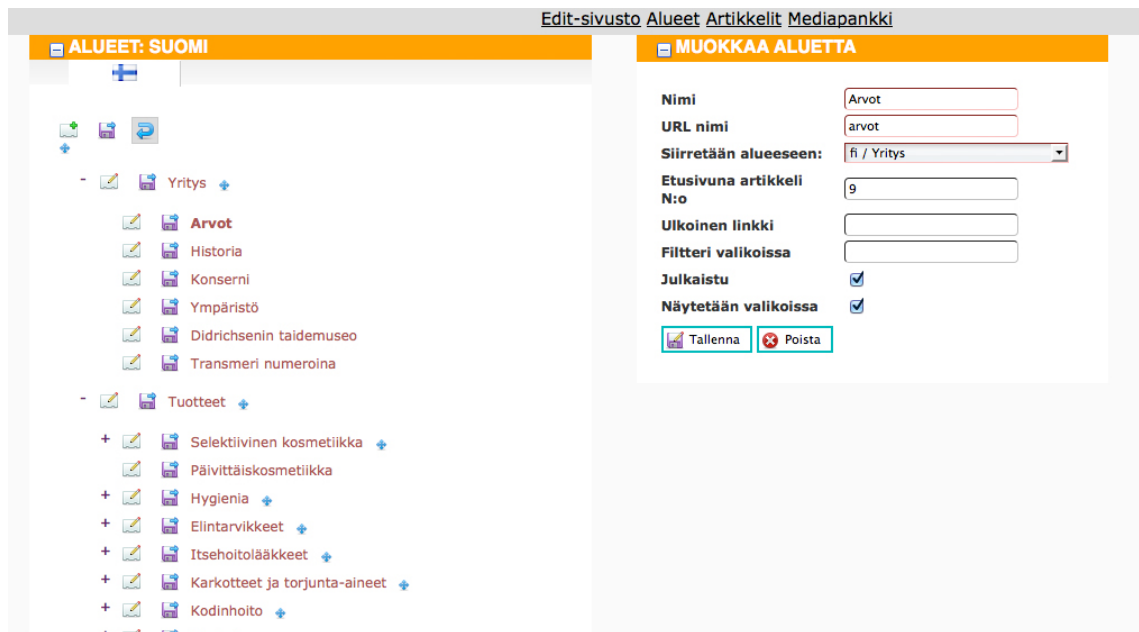 Edit-sivusto Alueet Artikkelit Mediapankki
ALUEET: SUOMI
Yritys
Arvot
Historia
Konserni
Ympäristö
Didrichsenin taidemuseo
Transmeri numeroina
Tuotteet
Selektiivinen kosmetiikka
Päivittäiskosmetiikka
Hygienia
Elintarvikkeet
Itsehoitolääkkeet
Karkotteet ja torjunta-aineet
Kodinhoito
MUOKKAA ALUETTA
Nimi Arvot
URL nimi arvot
Siirretään alueeseen: fi / Yritys
Etusivuna artikkeli
N:o 9
Ulkoinen linkki
Filtteri valikoissa
Julkaistu
Näytetään valikoissa
Tallenna Poista